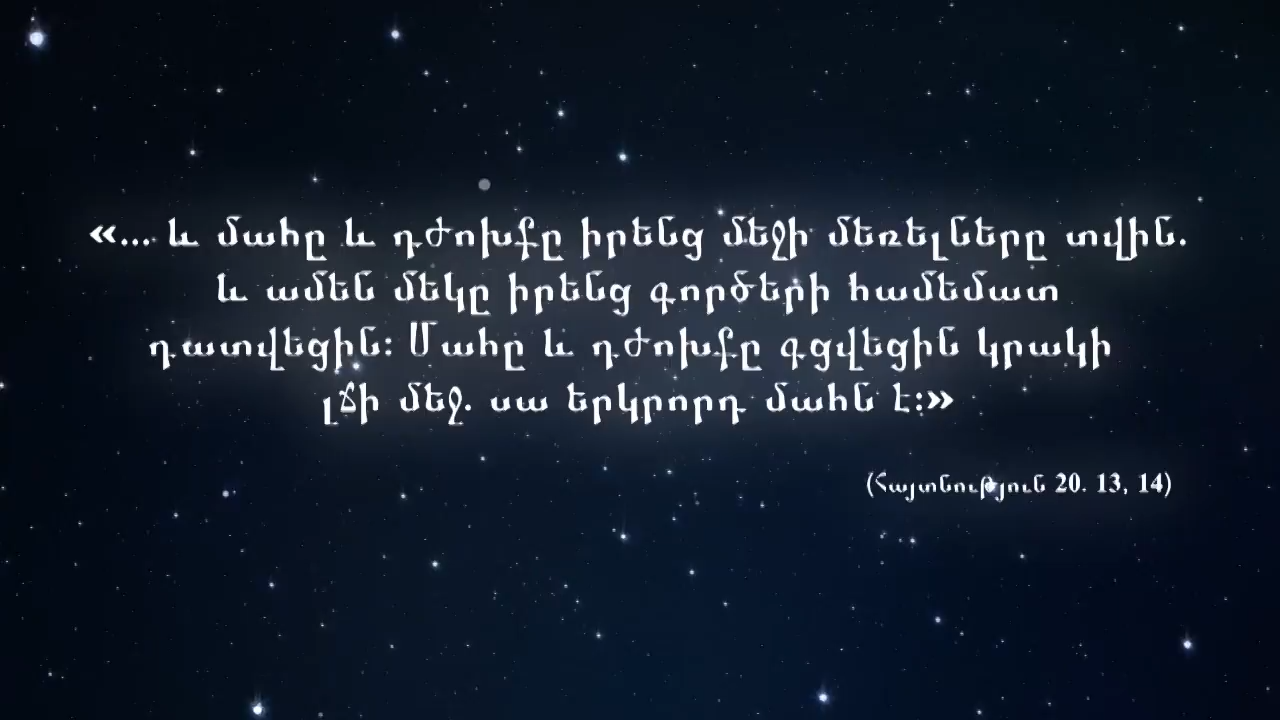 «... և մահը և դժոխքը իրենց մեջի մեռելները տվին.
և ամեն մեկը իրենց գործերի համեմատ
դատվեցին: Մահը և դժոխքը գցվեցին կրակի
լճի մեջ. սա երկրորդ մահն է:»
(Հայտնություն 20. 13, 14)